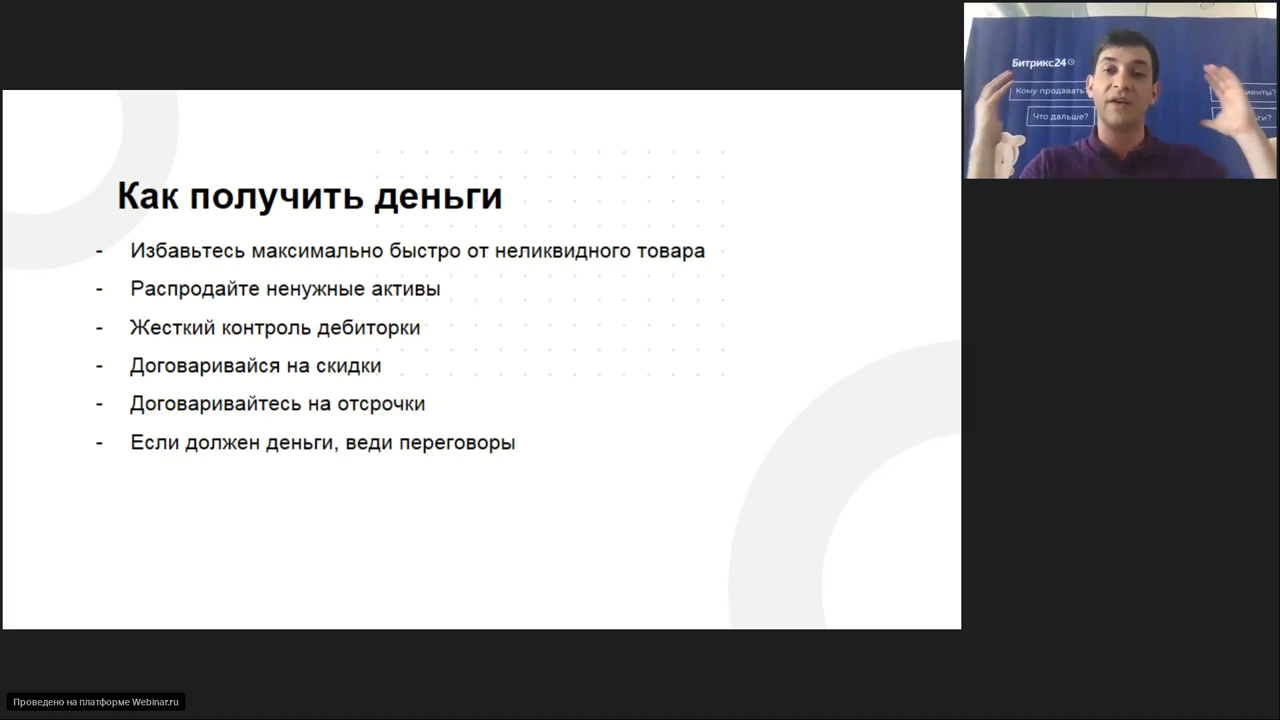 Как получить деньги
- Избавьтесь максимально быстро от неликвидного товара
- Распродайте ненужные активы
- Жесткий контроль дебиторки
- Договаривайся на скидки
- Договаривайтесь на отсрочки
- Если должен деньги, веди переговоры
Битрикс24
Кому продавать
Что дальше?
Проведено на платформе Webinar.ru